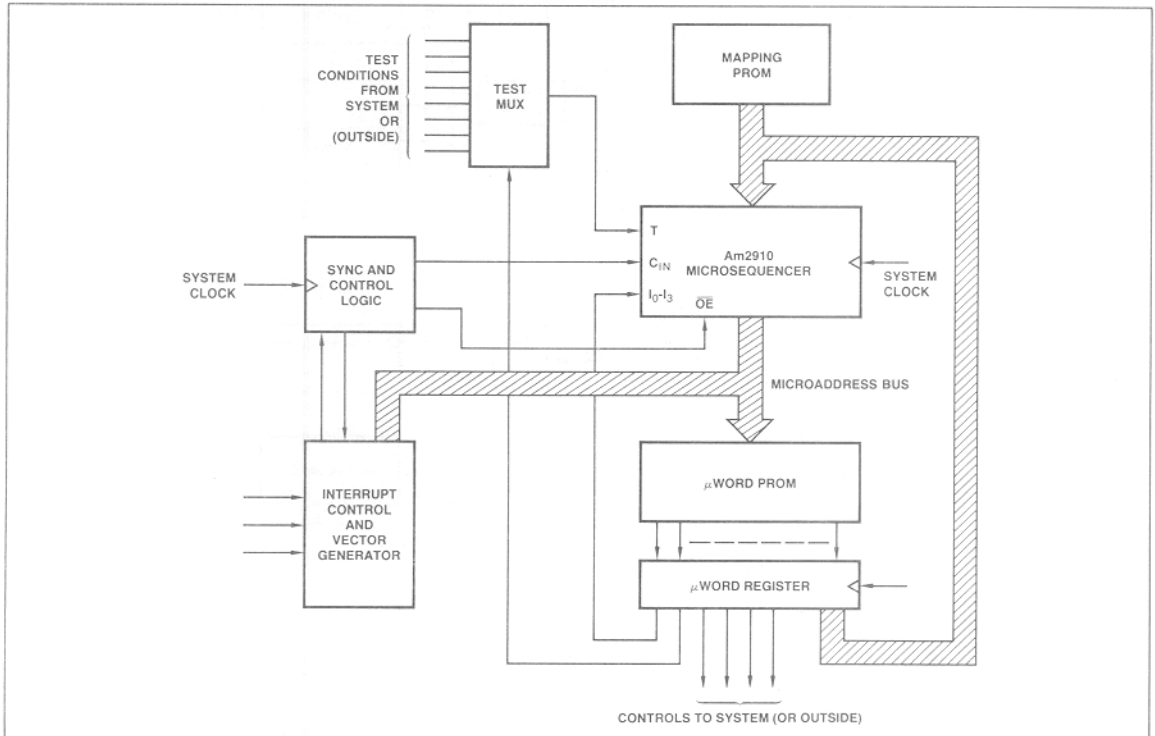 TEST
CONDITIONS
FROM
SYSTEM
OR
(OUTSIDE)
TEST
MUX
MAPPING
PROM
T
C_IN
I₀-I₃
O̅E̅
Am2910
MICROSEQUENCER
SYSTEM
CLOCK
SYSTEM
CLOCK
SYNC AND
CONTROL
LOGIC
MICROADDRESS BUS
INTERRUPT
CONTROL
AND
VECTOR
GENERATOR
μWORD PROM
μWORD REGISTER
CONTROLS TO SYSTEM (OR OUTSIDE)